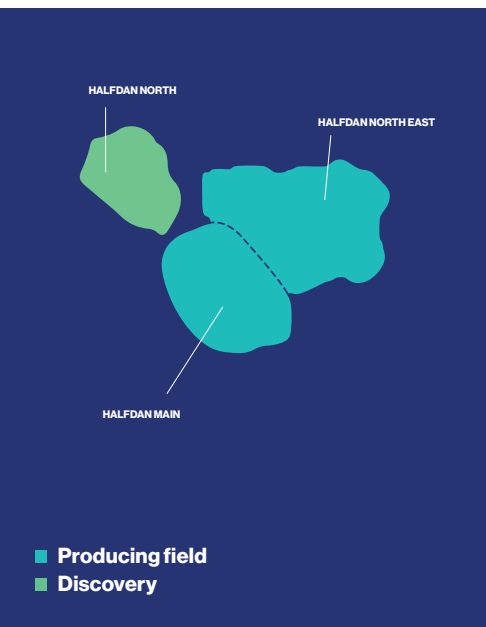 HALFDAN NORTH
HALFDAN NORTH EAST
HALFDAN MAIN
Producing field
Discovery